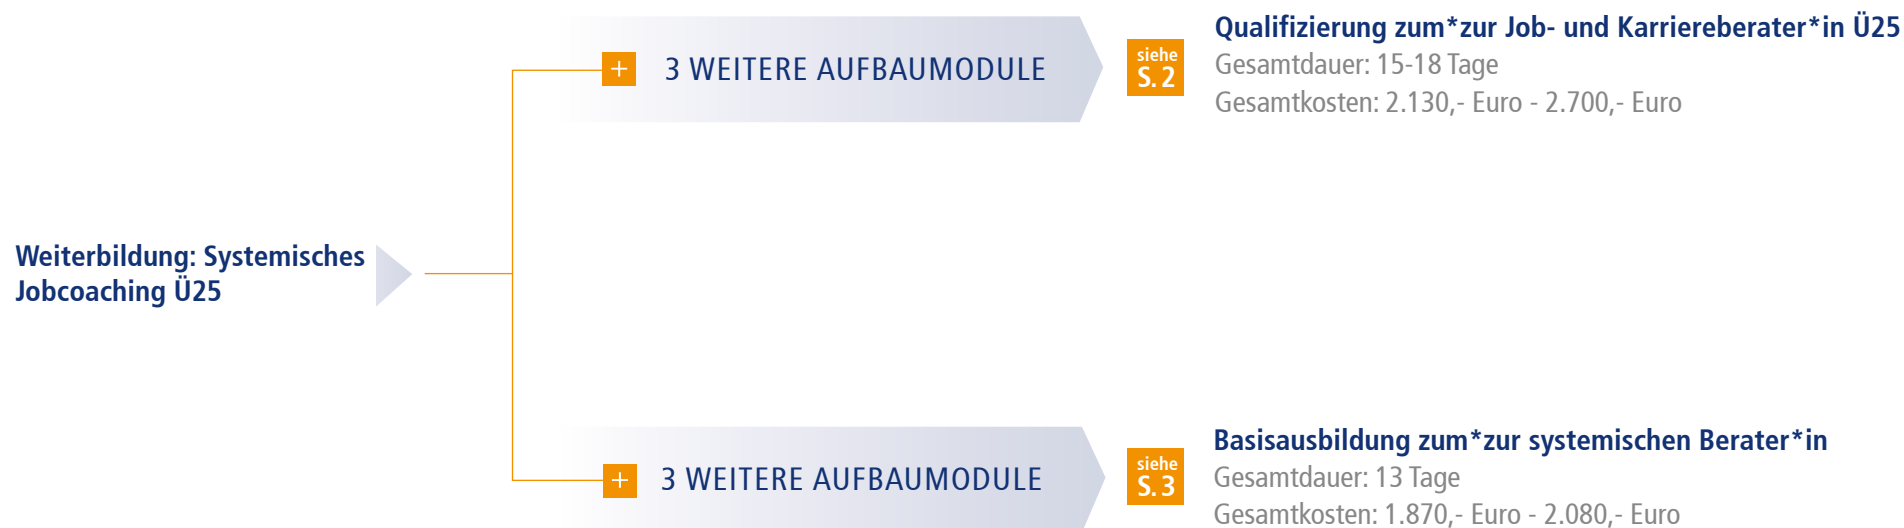 Weiterbildung: Systemisches
Jobcoaching Ü25
+ 3 WEITERE AUFBAUMODULE
siehe
S. 2
Qualifizierung zum*zur Job- und Karriereberater*in Ü25
Gesamtdauer: 15-18 Tage
Gesamtkosten: 2.130,- Euro - 2.700,- Euro
+ 3 WEITERE AUFBAUMODULE
siehe
S. 3
Basisausbildung zum*zur systemischen Berater*in
Gesamtdauer: 13 Tage
Gesamtkosten: 1.870,- Euro - 2.080,- Euro